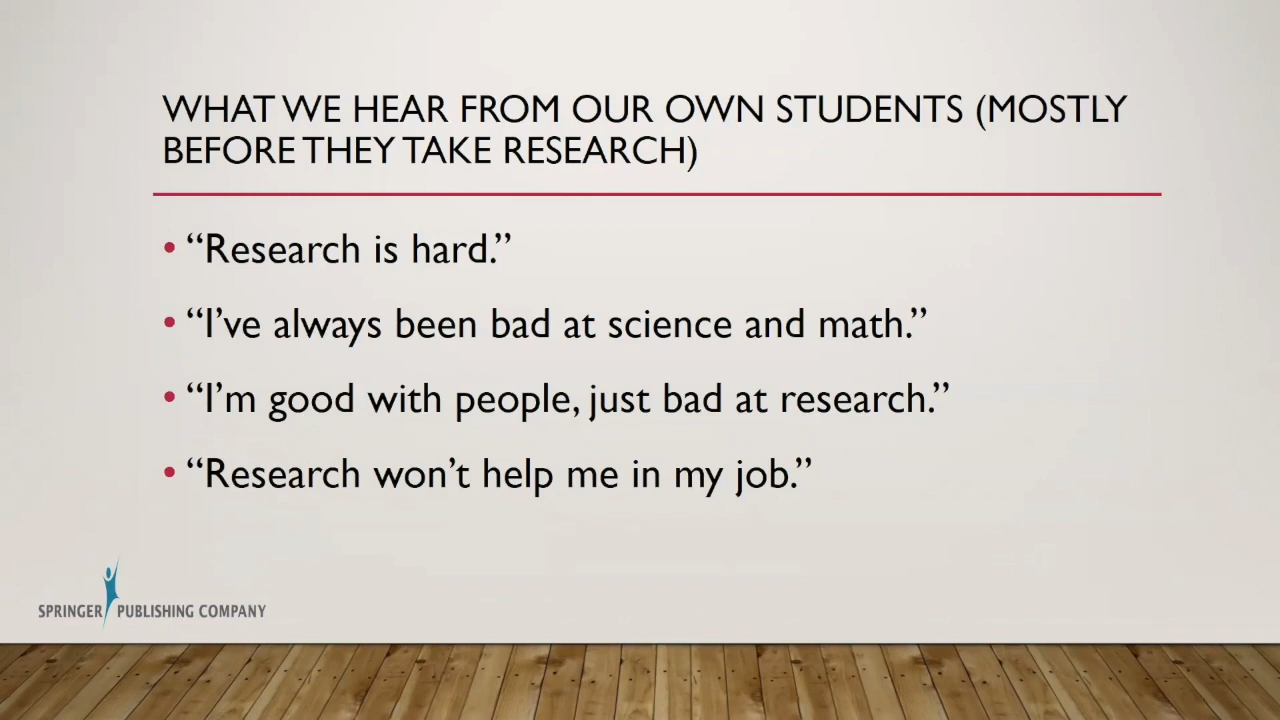 WHAT WE HEAR FROM OUR OWN STUDENTS (MOSTLY
BEFORE THEY TAKE RESEARCH)
• “Research is hard.”
• “I’ve always been bad at science and math.”
• “I’m good with people, just bad at research.”
• “Research won’t help me in my job.”
SPRINGER PUBLISHING COMPANY